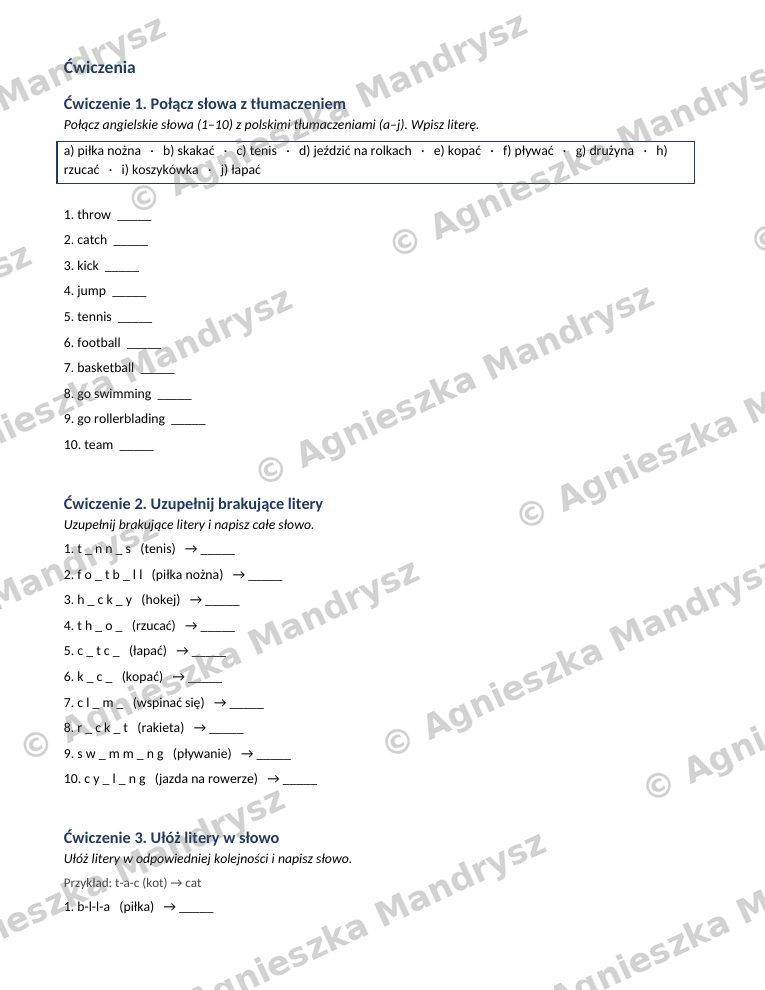 Ćwiczenia
Ćwiczenie 1. Połącz słowa z tłumaczeniem
Połącz angielskie słowa (1–10) z polskimi tłumaczeniami (a–j). Wpisz literę.
a) piłka nożna · b) skakać · c) tenis · d) jeździć na rolkach · e) kopać · f) pływać · g) drużyna · h)
rzucać · i) koszykówka · j) łapać
1. throw _____
2. catch _____
3. kick _____
4. jump _____
5. tennis _____
6. football _____
7. basketball _____
8. go swimming _____
9. go rollerblading _____
10. team _____
Ćwiczenie 2. Uzupełnij brakujące litery
Uzupełnij brakujące litery i napisz całe słowo.
1. t _ n n _ s (tenis) → _____
2. f o _ t b _ l l (piłka nożna) → _____
3. h _ c k _ y (hokej) → _____
4. t h _ o _ (rzucać) → _____
5. c _ t c _ (łapać) → _____
6. k _ c _ (kopać) → _____
7. c l _ m _ (wspinać się) → _____
8. r _ c k _ t (rakieta) → _____
9. s w _ m m _ n g (pływanie) → _____
10. c y _ l _ n g (jazda na rowerze) → _____
Ćwiczenie 3. Ułóż litery w słowo
Ułóż litery w odpowiedniej kolejności i napisz słowo.
Przykład: t-a-c (kot) → cat
1. b-l-l-a (piłka) → _____
© Agnieszka Mandrysz